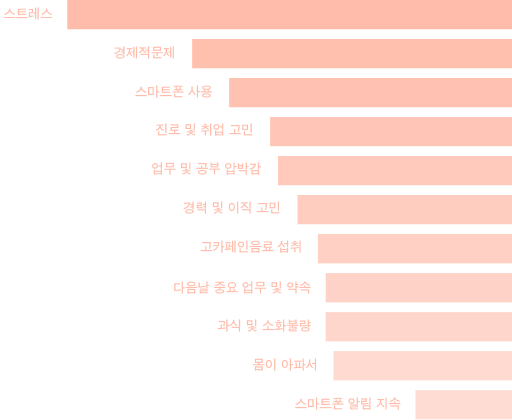 스트레스
경제적문제
스마트폰 사용
진로 및 취업 고민
업무 및 공부 압박감
경력 및 이직 고민
고카페인음료 섭취
다음날 중요 업무 및 약속
과식 및 소화불량
몸이 아파서
스마트폰 알림 지속